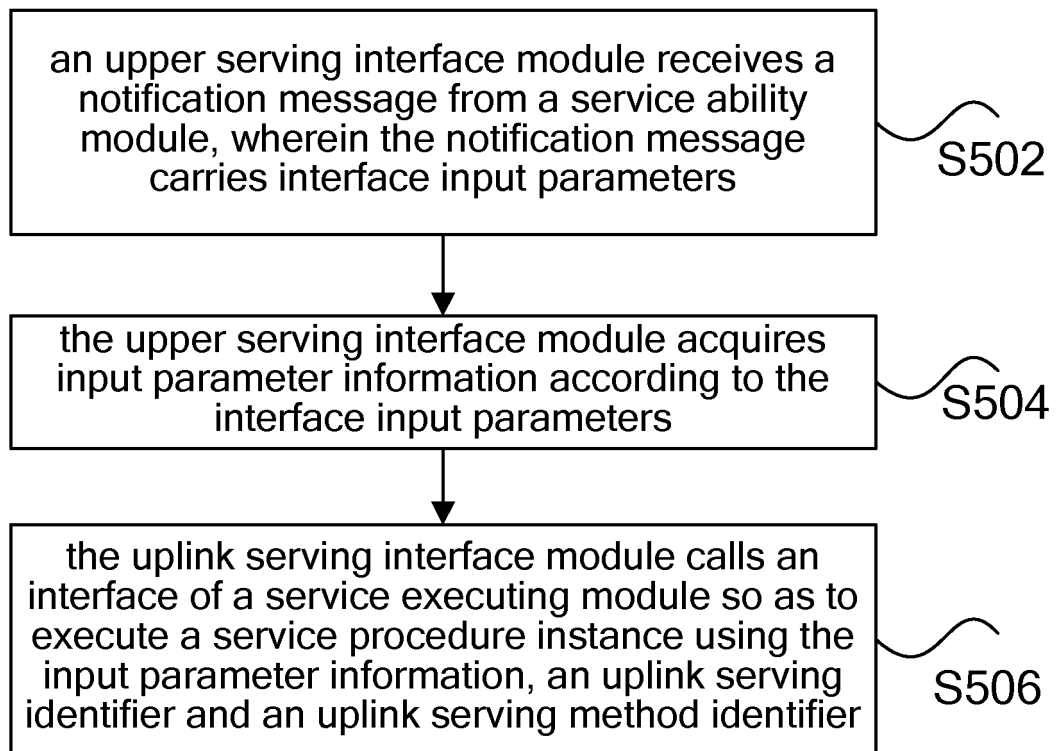 an upper serving interface module receives a
notification message from a service ability
module, wherein the notification message
carries interface input parameters
S502
the upper serving interface module acquires
input parameter information according to the
interface input parameters
S504
the uplink serving interface module calls an
interface of a service executing module so as to
execute a service procedure instance using the
input parameter information, an uplink serving
identifier and an uplink serving method identifier
S506